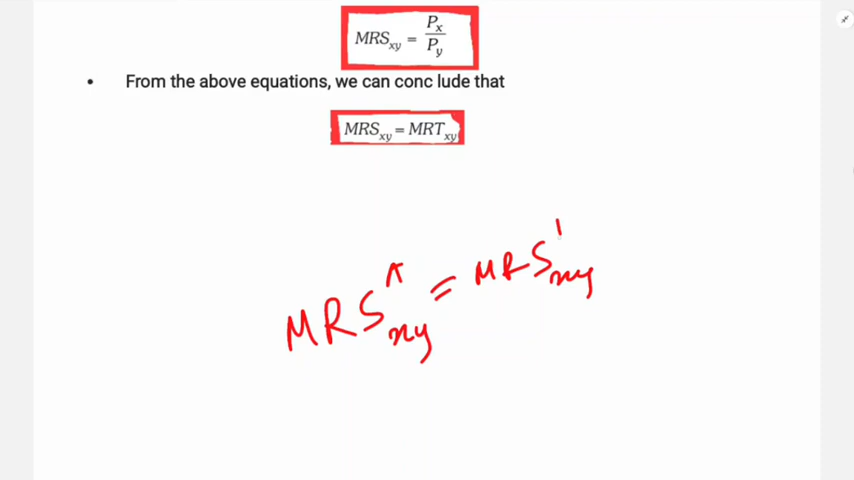 MRSxy = Px / Py
• From the above equations, we can conc lude that
MRSxy = MRTxy
MRS^A xy = MRS xy